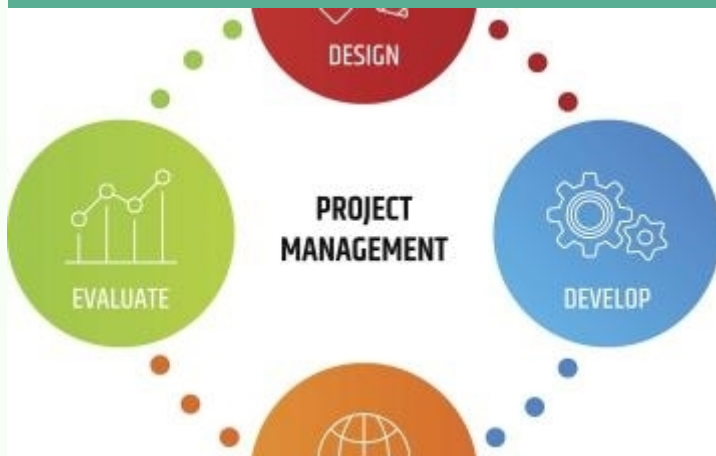 DESIGN
PROJECT
MANAGEMENT
EVALUATE
DEVELOP